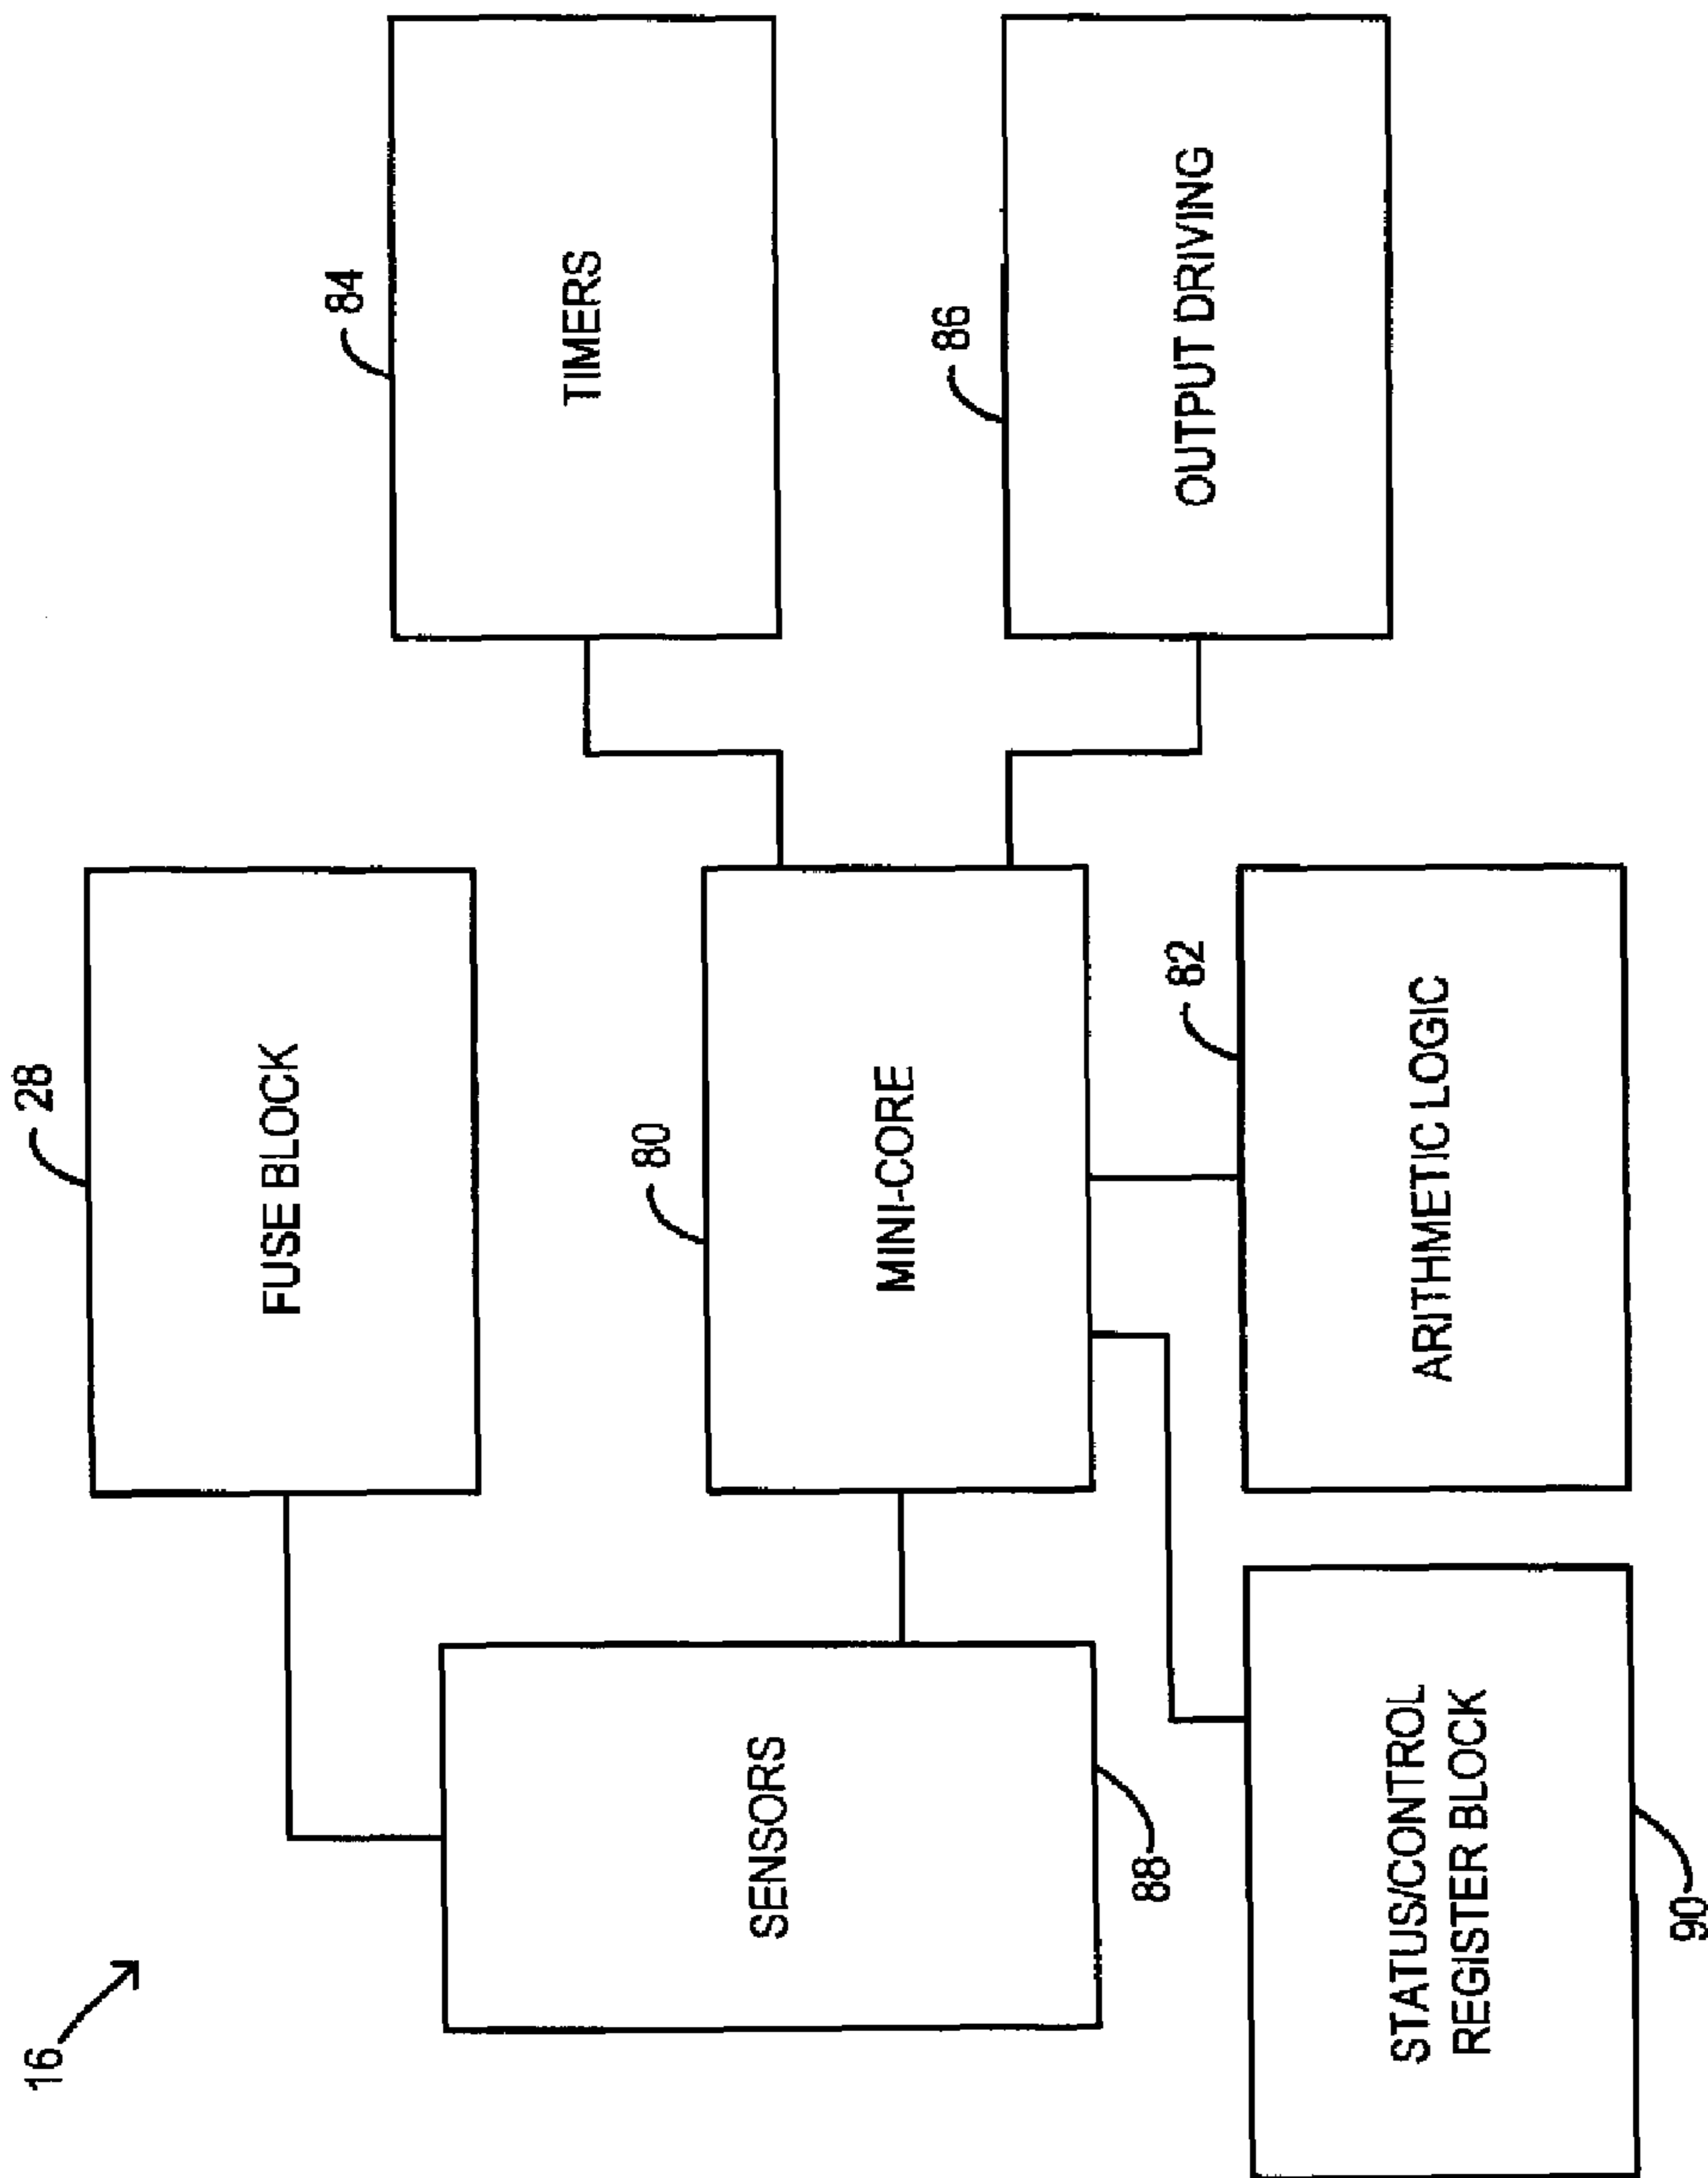 16
28
FUSE BLOCK
84
TIMERS
SENSORS
88
80
MINI-CORE
86
OUTPUT DRIVING
STATUS/CONTROL
REGISTER BLOCK
90
82
ARITHMETIC LOGIC